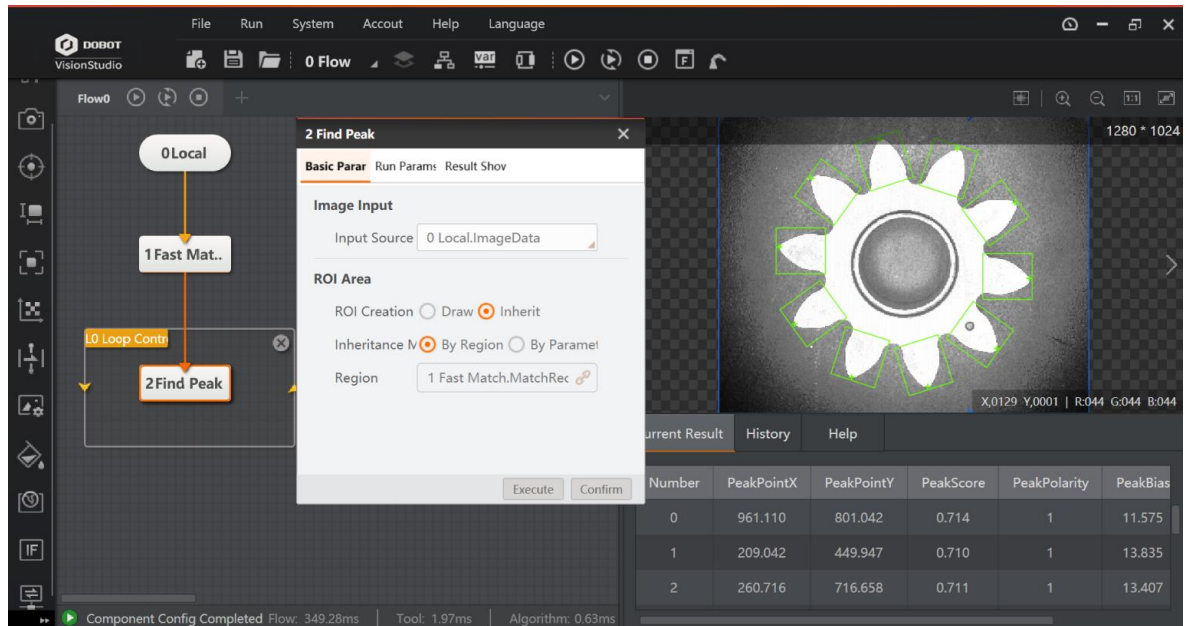 File Run System Accout Help Language
DOBOT
VisionStudio
0 Flow
var
F
Flow0
1:1
1280 * 1024
0Local
1Fast Mat..
L0 Loop Contr
2Find Peak
IF
2 Find Peak
Basic Parar Run Params Result Shov
Image Input
Input Source 0 Local.ImageData
ROI Area
ROI Creation Draw Inherit
Inheritance M By Region By Paramet
Region 1 Fast Match.MatchRec
Execute Confirm
X,0129 Y,0001 | R:044 G:044 B:044
urrent Result History Help
Number PeakPointX PeakPointY PeakScore PeakPolarity PeakBias
0 961.110 801.042 0.714 1 11.575
1 209.042 449.947 0.710 1 13.835
2 260.716 716.658 0.711 1 13.407
Component Config Completed Flow: 349.28ms Tool: 1.97ms Algorithm: 0.63ms